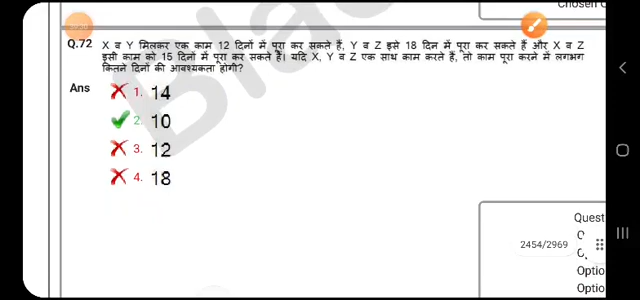 Chosen
Q.72 X व Y मिलकर एक काम 12 दिनों में पूरा कर सकते हैं, Y व Z इसे 18 दिन में पूरा कर सकते हैं और X व Z
इसी काम को 15 दिनों में पूरा कर सकते हैं। यदि X, Y व Z एक साथ काम करते हैं, तो काम पूरा करने में लगभग
कितने दिनों की आवश्यकता होगी?
Ans 1. 14
2. 10
3. 12
4. 18
Quest
2454/2969
Optio
Optio